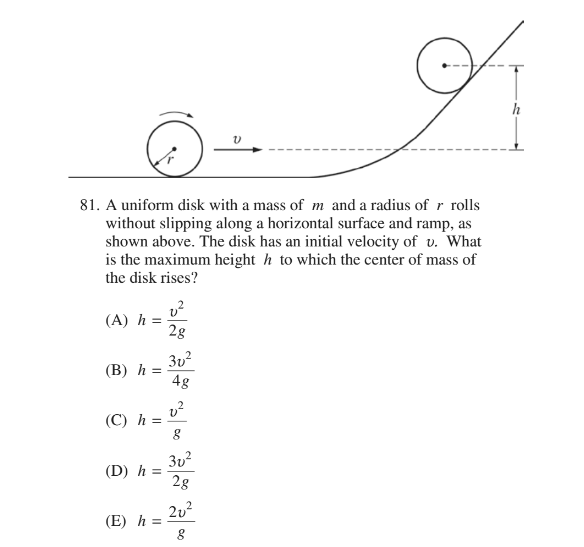 h
v
r
81. A uniform disk with a mass of m and a radius of r rolls
without slipping along a horizontal surface and ramp, as
shown above. The disk has an initial velocity of v. What
is the maximum height h to which the center of mass of
the disk rises?
(A) h = v²/2g
(B) h = 3v²/4g
(C) h = v²/g
(D) h = 3v²/2g
(E) h = 2v²/g